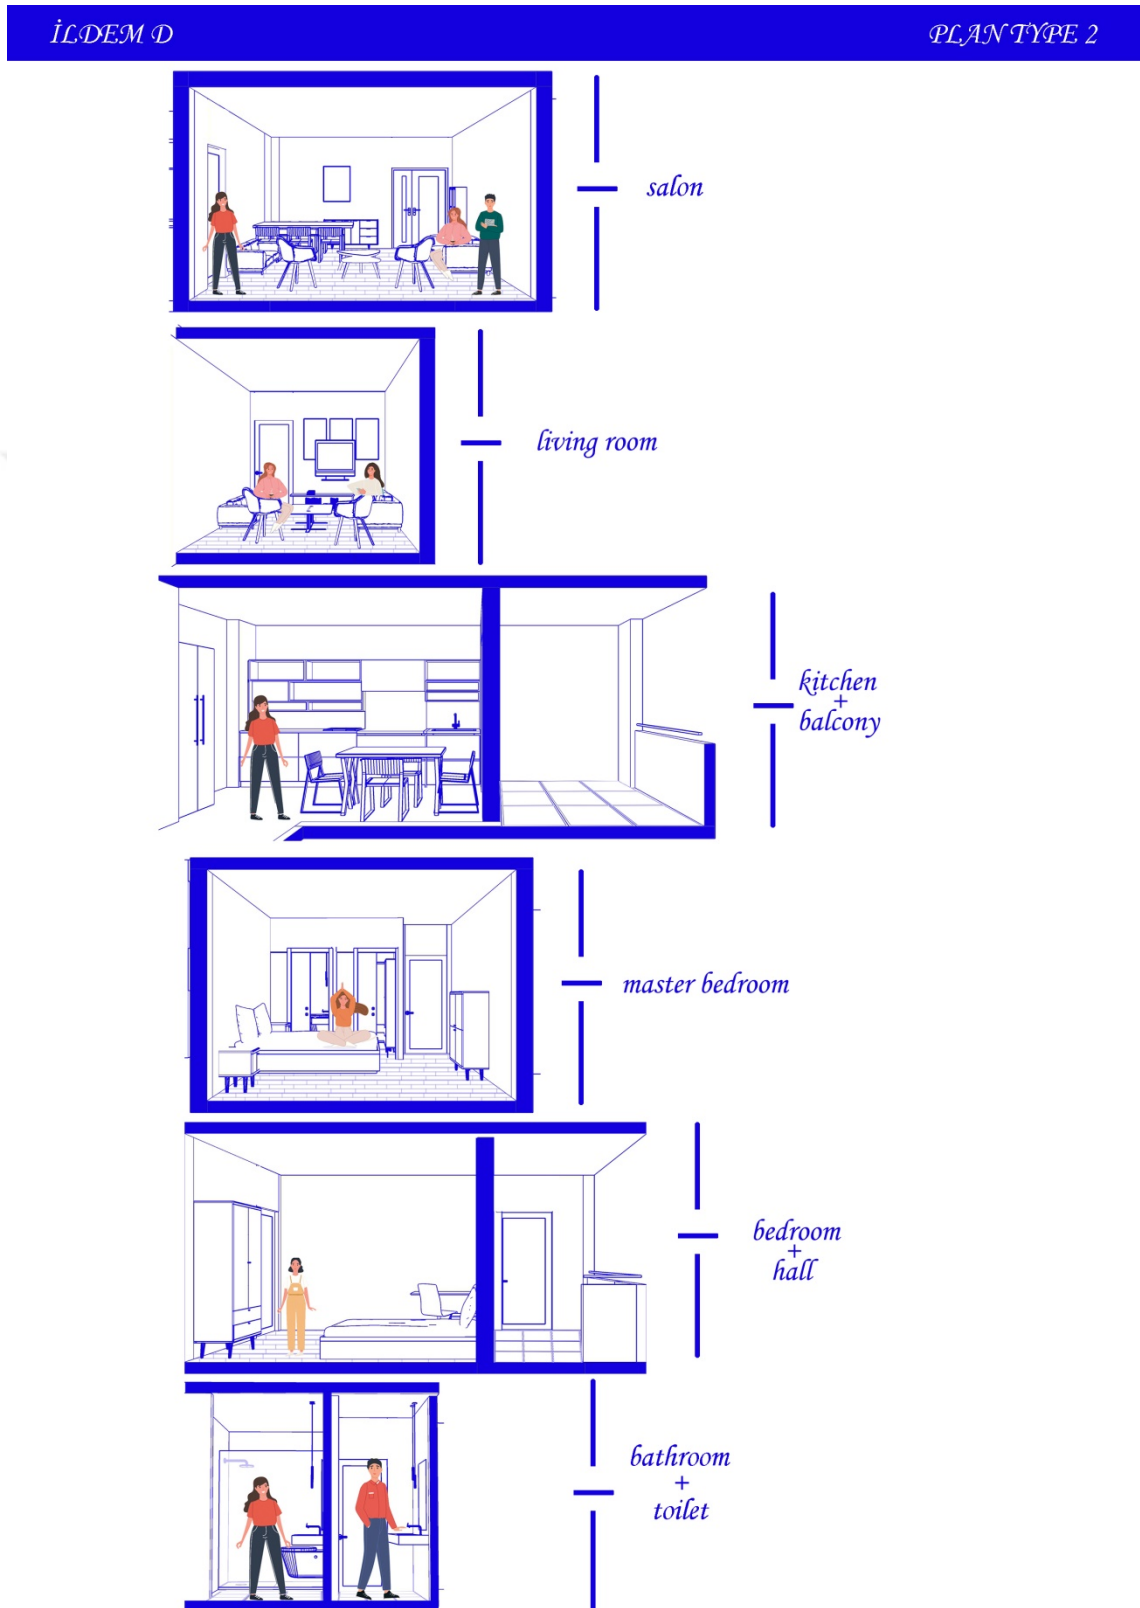 İLDEM D
PLAN TYPE 2
salon
living room
kitchen
+
balcony
master bedroom
bedroom
+
hall
bathroom
+
toilet